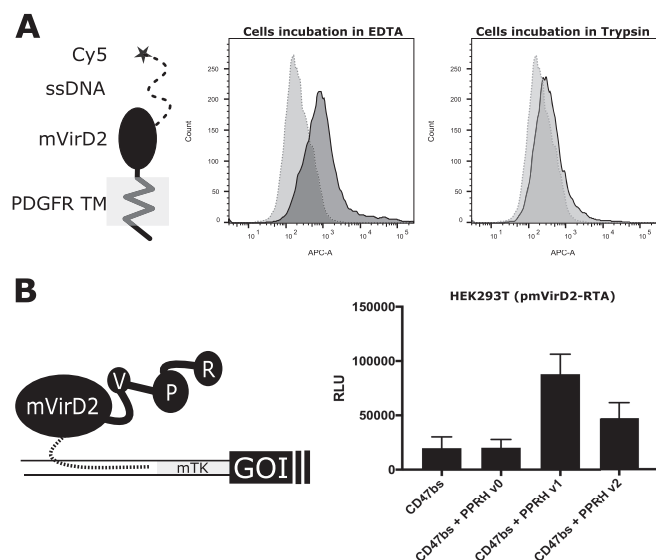 A
Cy5
ssDNA
mVirD2
PDGFR TM
Cells incubation in EDTA
Count
250
200
150
100
50
0
10^1 10^2 10^3 10^4 10^5
APC-A
Cells incubation in Trypsin
Count
250
200
150
100
50
0
10^1 10^2 10^3 10^4 10^5
APC-A
B
mVirD2
V
P
R
mTK
GOI
HEK293T (pmVirD2-RTA)
RLU
150000
100000
50000
0
CD47bs
CD47bs + PPRH v0
CD47bs + PPRH v1
CD47bs + PPRH v2